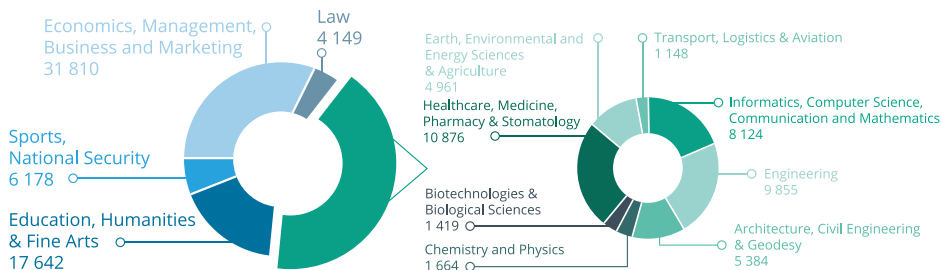 Economics, Management,
Business and Marketing
31 810
Law
4 149
Sports,
National Security
6 178
Education, Humanities
& Fine Arts
17 642
Earth, Environmental and
Energy Sciences
& Agriculture
4 961
Healthcare, Medicine,
Pharmacy & Stomatology
10 876
Biotechnologies &
Biological Sciences
1 419
Chemistry and Physics
1 664
Transport, Logistics & Aviation
1 148
Informatics, Computer Science,
Communication and Mathematics
8 124
Engineering
9 855
Architecture, Civil Engineering
& Geodesy
5 384